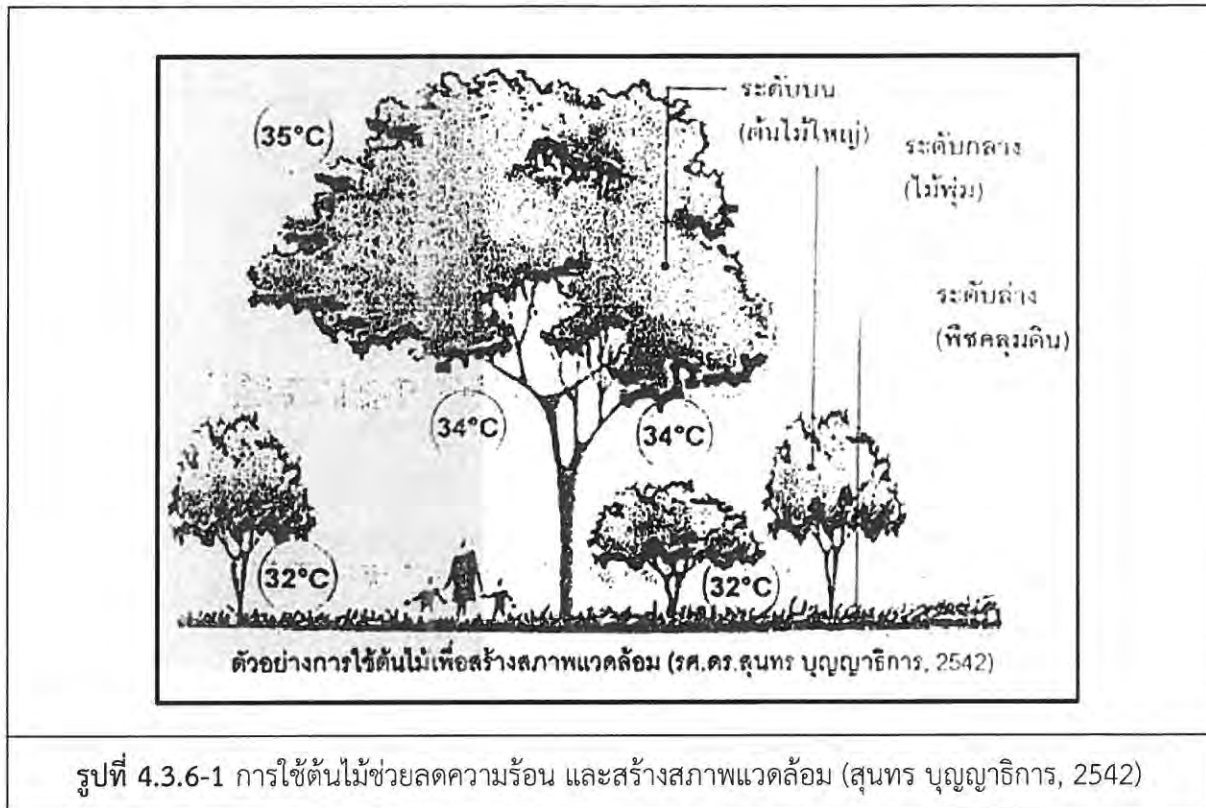 ระดับบน
(ต้นไม้ใหญ่)
ระดับกลาง
(ไม้พุ่ม)
ระดับล่าง
(พืชคลุมดิน)
(35°C)
(34°C)
(34°C)
(32°C)
(32°C)
ตัวอย่างการใช้ต้นไม้เพื่อสร้างสภาพแวดล้อม (รศ.ดร.สุนทร บุญญาธิการ, 2542)
รูปที่ 4.3.6-1 การใช้ต้นไม้ช่วยลดความร้อน และสร้างสภาพแวดล้อม (สุนทร บุญญาธิการ, 2542)